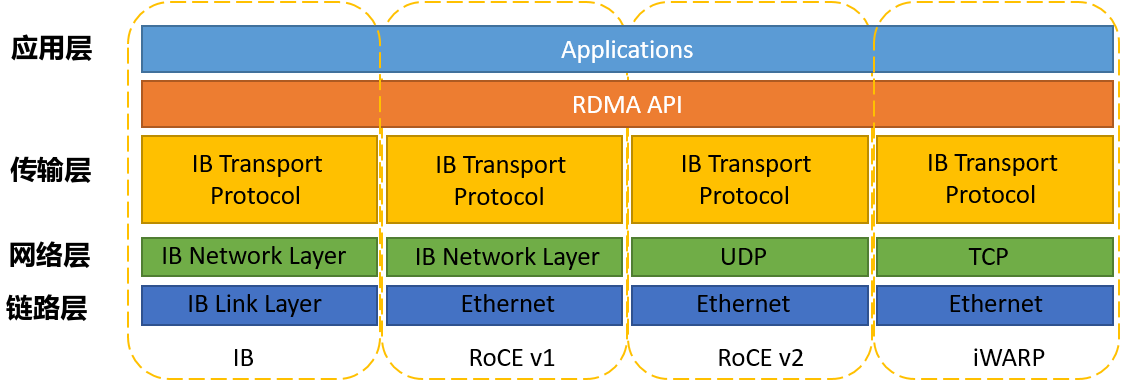 应用层
Applications
RDMA API
传输层
IB Transport
Protocol
IB Transport
Protocol
IB Transport
Protocol
IB Transport
Protocol
网络层
IB Network Layer
IB Network Layer
UDP
TCP
链路层
IB Link Layer
Ethernet
Ethernet
Ethernet
IB
RoCE v1
RoCE v2
iWARP